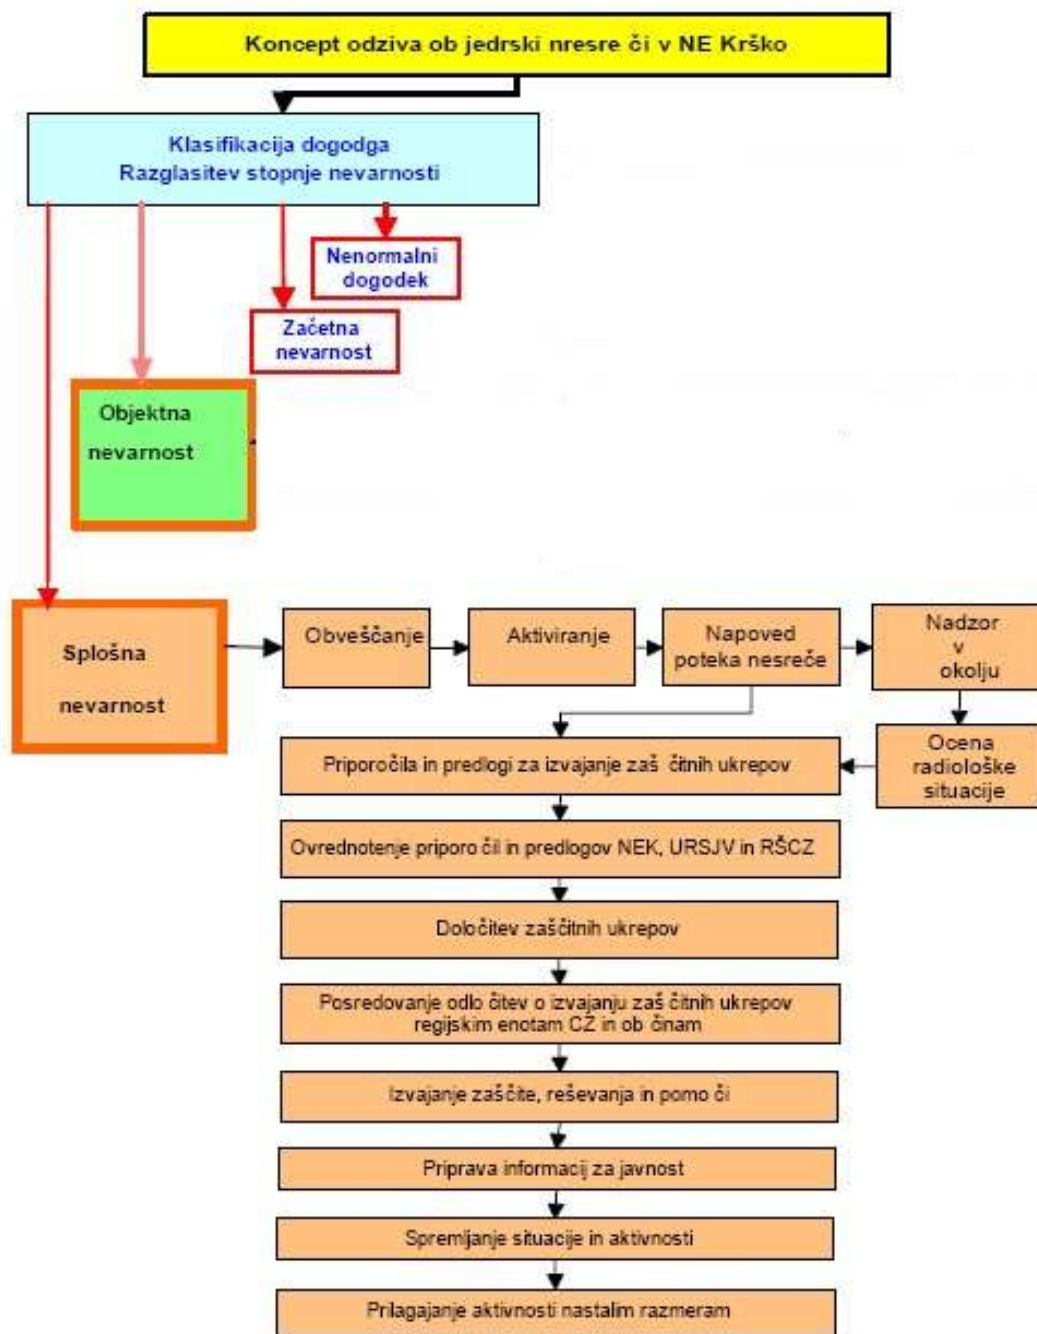 Koncept odziva ob jedrski nresre či v NE Krško
Klasifikacija dogodga
Razglasitev stopnje nevarnosti
Nenormalni
dogodek
Začetna
nevarnost
Objektna
nevarnost
Splošna
nevarnost
Obveščanje
Aktiviranje
Napoved
poteka nesreče
Nadzor
v
okolju
Ocena
radiološke
situacije
Priporočila in predlogi za izvajanje zaš čitnih ukrepov
Ovrednotenje priporo čil in predlogov NEK, URSJV in RŠCZ
Določitev zaščitnih ukrepov
Posredovanje odlo čitev o izvajanju zaš čitnih ukrepov
regijskim enotam CZ in ob činam
Izvajanje zaščite, reševanja in pomo či
Priprava informacij za javnost
Spremljanje situacije in aktivnosti
Prilagajanje aktivnosti nastalim razmeram